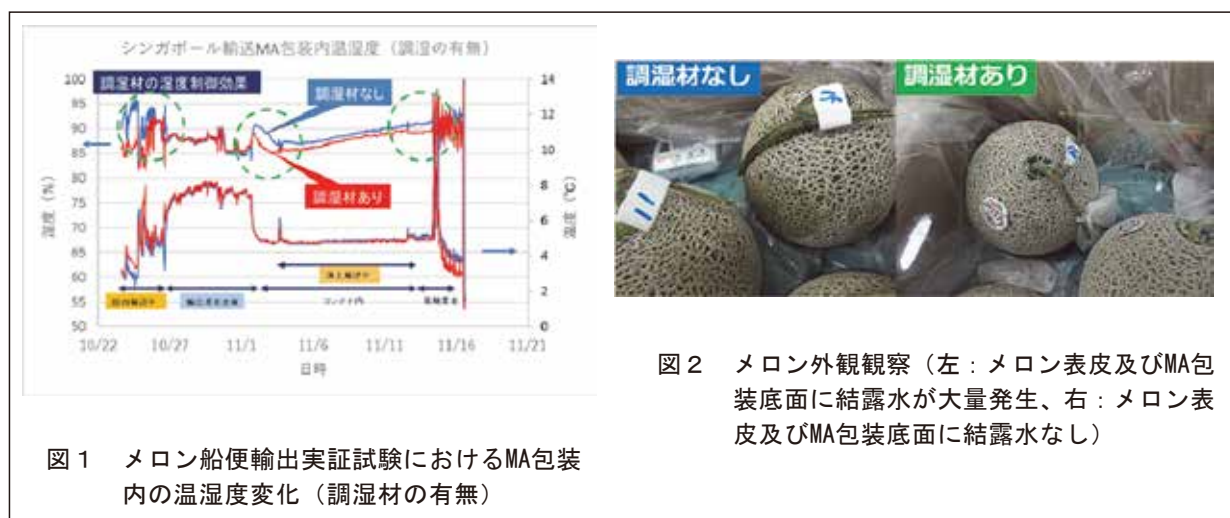 シンガポール輸送MA包装内温湿度（調湿の有無）
調湿材の湿度制御効果
調湿材なし
調湿材あり
湿度（%）
100
95
90
85
80
75
70
65
60
55
50
温度（℃）
14
12
10
8
6
4
2
0
海上輸送中
コンテナ内
10/22
10/27
11/1
11/6
11/11
11/16
11/21
日時
図１　メロン船便輸出実証試験におけるMA包装
内の温湿度変化（調湿材の有無）
調湿材なし
調湿材あり
図２　メロン外観観察（左：メロン表皮及びMA包
装底面に結露水が大量発生、右：メロン表
皮及びMA包装底面に結露水なし）